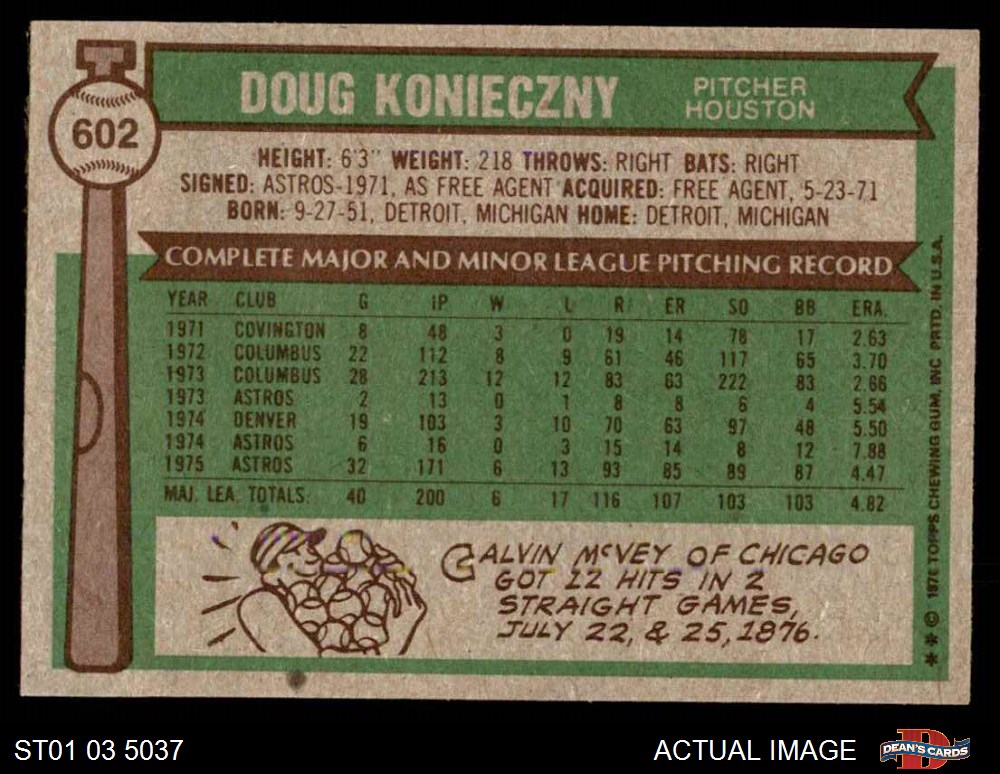 DOUG KONIECZNY
PITCHER
HOUSTON
602
HEIGHT: 6'3" WEIGHT: 218 THROWS: RIGHT BATS: RIGHT
SIGNED: ASTROS-1971, AS FREE AGENT ACQUIRED: FREE AGENT, 5-23-71
BORN: 9-27-51, DETROIT, MICHIGAN HOME: DETROIT, MICHIGAN
COMPLETE MAJOR AND MINOR LEAGUE PITCHING RECORD
YEAR CLUB G IP W L R ER SO BB ERA.
1971 COVINGTON 8 48 3 0 19 14 78 17 2.63
1972 COLUMBUS 22 112 8 9 61 46 117 65 3.70
1973 COLUMBUS 28 213 12 12 83 63 222 83 2.66
1973 ASTROS 2 13 0 1 8 8 6 4 5.54
1974 DENVER 19 103 3 10 70 63 97 48 5.50
1974 ASTROS 6 16 0 3 15 14 8 12 7.88
1975 ASTROS 32 171 6 13 93 85 89 87 4.47
MAJ. LEA. TOTALS. 40 200 6 17 116 107 103 103 4.82
CALVIN McVEY OF CHICAGO
GOT 12 HITS IN 2
STRAIGHT GAMES,
JULY 22, & 25, 1876.
** © 1976 TOPPS CHEWING GUM, INC PRTD. IN U.S.A.
ST01 03 5037
ACTUAL IMAGE
DEAN'S CARDS